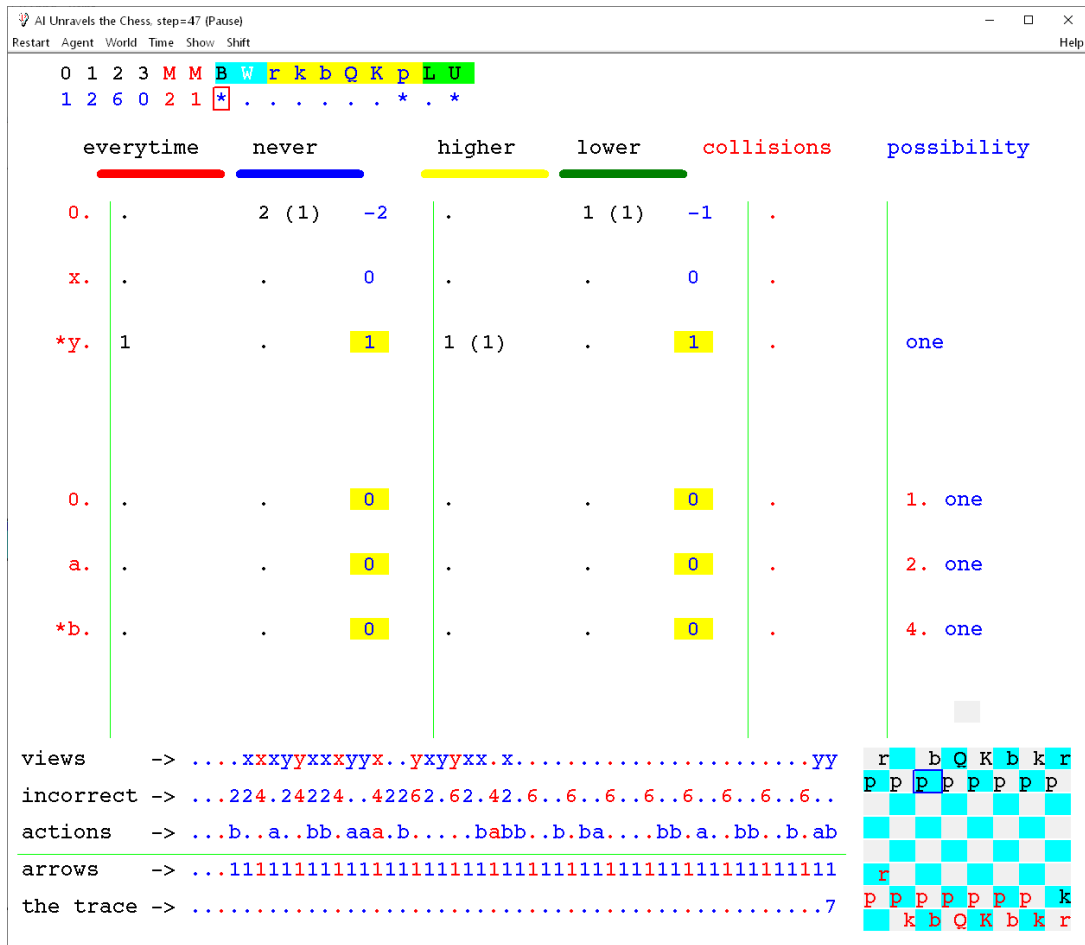 AI Unravels the Chess, step=47 (Pause)
Restart Agent World Time Show Shift Help
0 1 2 3 M M B W r k b Q K p L U
1 2 6 0 2 1 * . . . . . . * . *
everytime never higher lower collisions possibility
0. . 2 (1) -2 . 1 (1) -1 .
x. . . 0 . . 0 .
*y. 1 . 1 1 (1) . 1 . one
0. . . 0 . . 0 . 1. one
a. . . 0 . . 0 . 2. one
*b. . . 0 . . 0 . 4. one
views -> ....xxxyyxxxyyx..yxyyxx.x.......................yy
incorrect -> ...224.24224..42262.62.42.6..6..6..6..6..6..6..6..
actions -> ...b..a..bb.aaa.b.....babb..b.ba....bb.a..bb..b.ab
arrows -> ...11111111111111111111111111111111111111111111111
the trace -> .................................................7
r b Q K b k r
p p p p p p p p
r
p p p p p p p k
k b Q K b k r